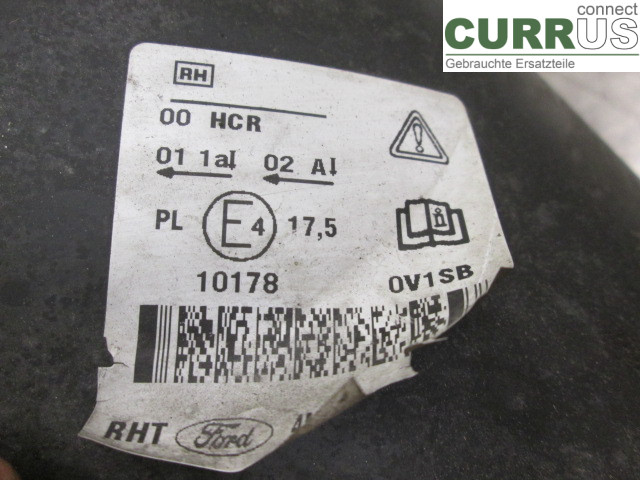 connect
CURRUS
Gebrauchte Ersatzteile
RH
00 HCR
01 1a↓ 02 A↓
PL E4 17,5
10178 0V1SB
RHT Ford